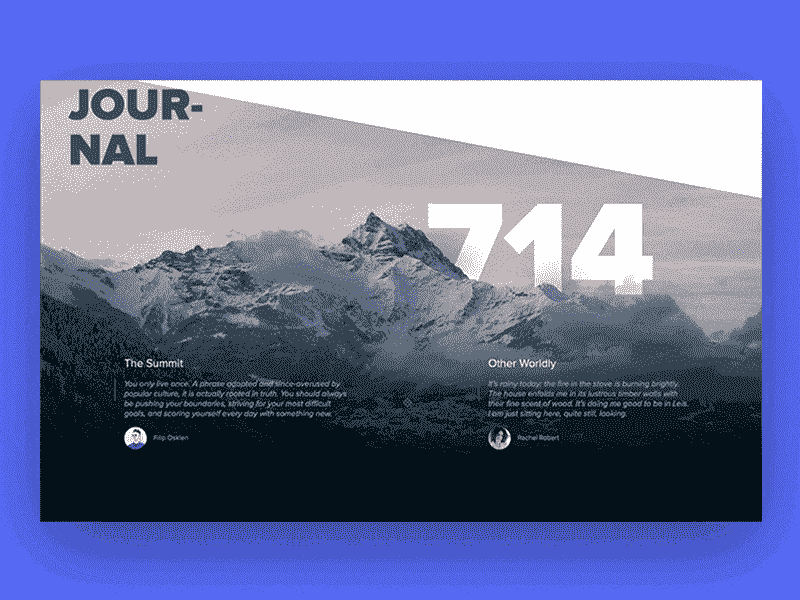 JOUR-
NAL
714
The Summit
You only live once. A phrase adopted and since-overused by
popular culture, it is actually rooted in truth. You should always
be pushing your boundaries, striving for your most difficult
goals, and scoring yourself every day with something new.
Filip Osklen
Other Worldly
It's rainy today; the fire in the stove is burning brightly.
The house enfolds me in its lustrous timber walls with
their fine scent of wood. It's doing me good to be in Leis.
I am just sitting here, quite still, looking.
Rachel Robert